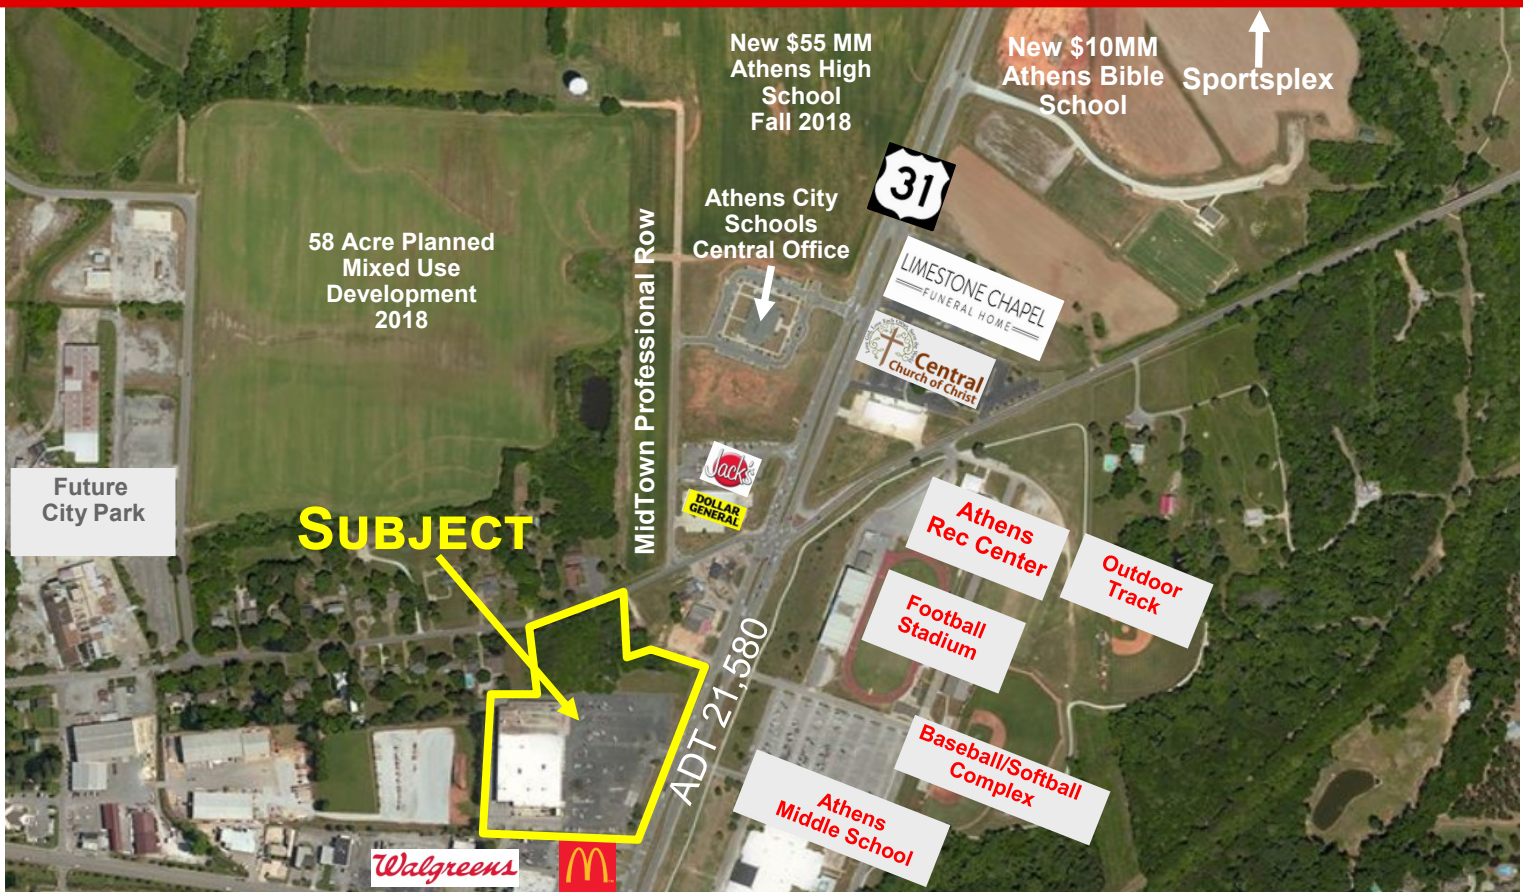 New $55 MM
Athens High
School
Fall 2018
New $10MM
Athens Bible
School
Sportsplex
31
Athens City
Schools
Central Office
58 Acre Planned
Mixed Use
Development
2018
MidTown Professional Row
LIMESTONE CHAPEL
FUNERAL HOME
Central
Church of Christ
Jack's
DOLLAR
GENERAL
Future
City Park
SUBJECT
Athens
Rec Center
Outdoor
Track
Football
Stadium
ADT 21,580
Baseball/Softball
Complex
Athens
Middle School
Walgreens
M